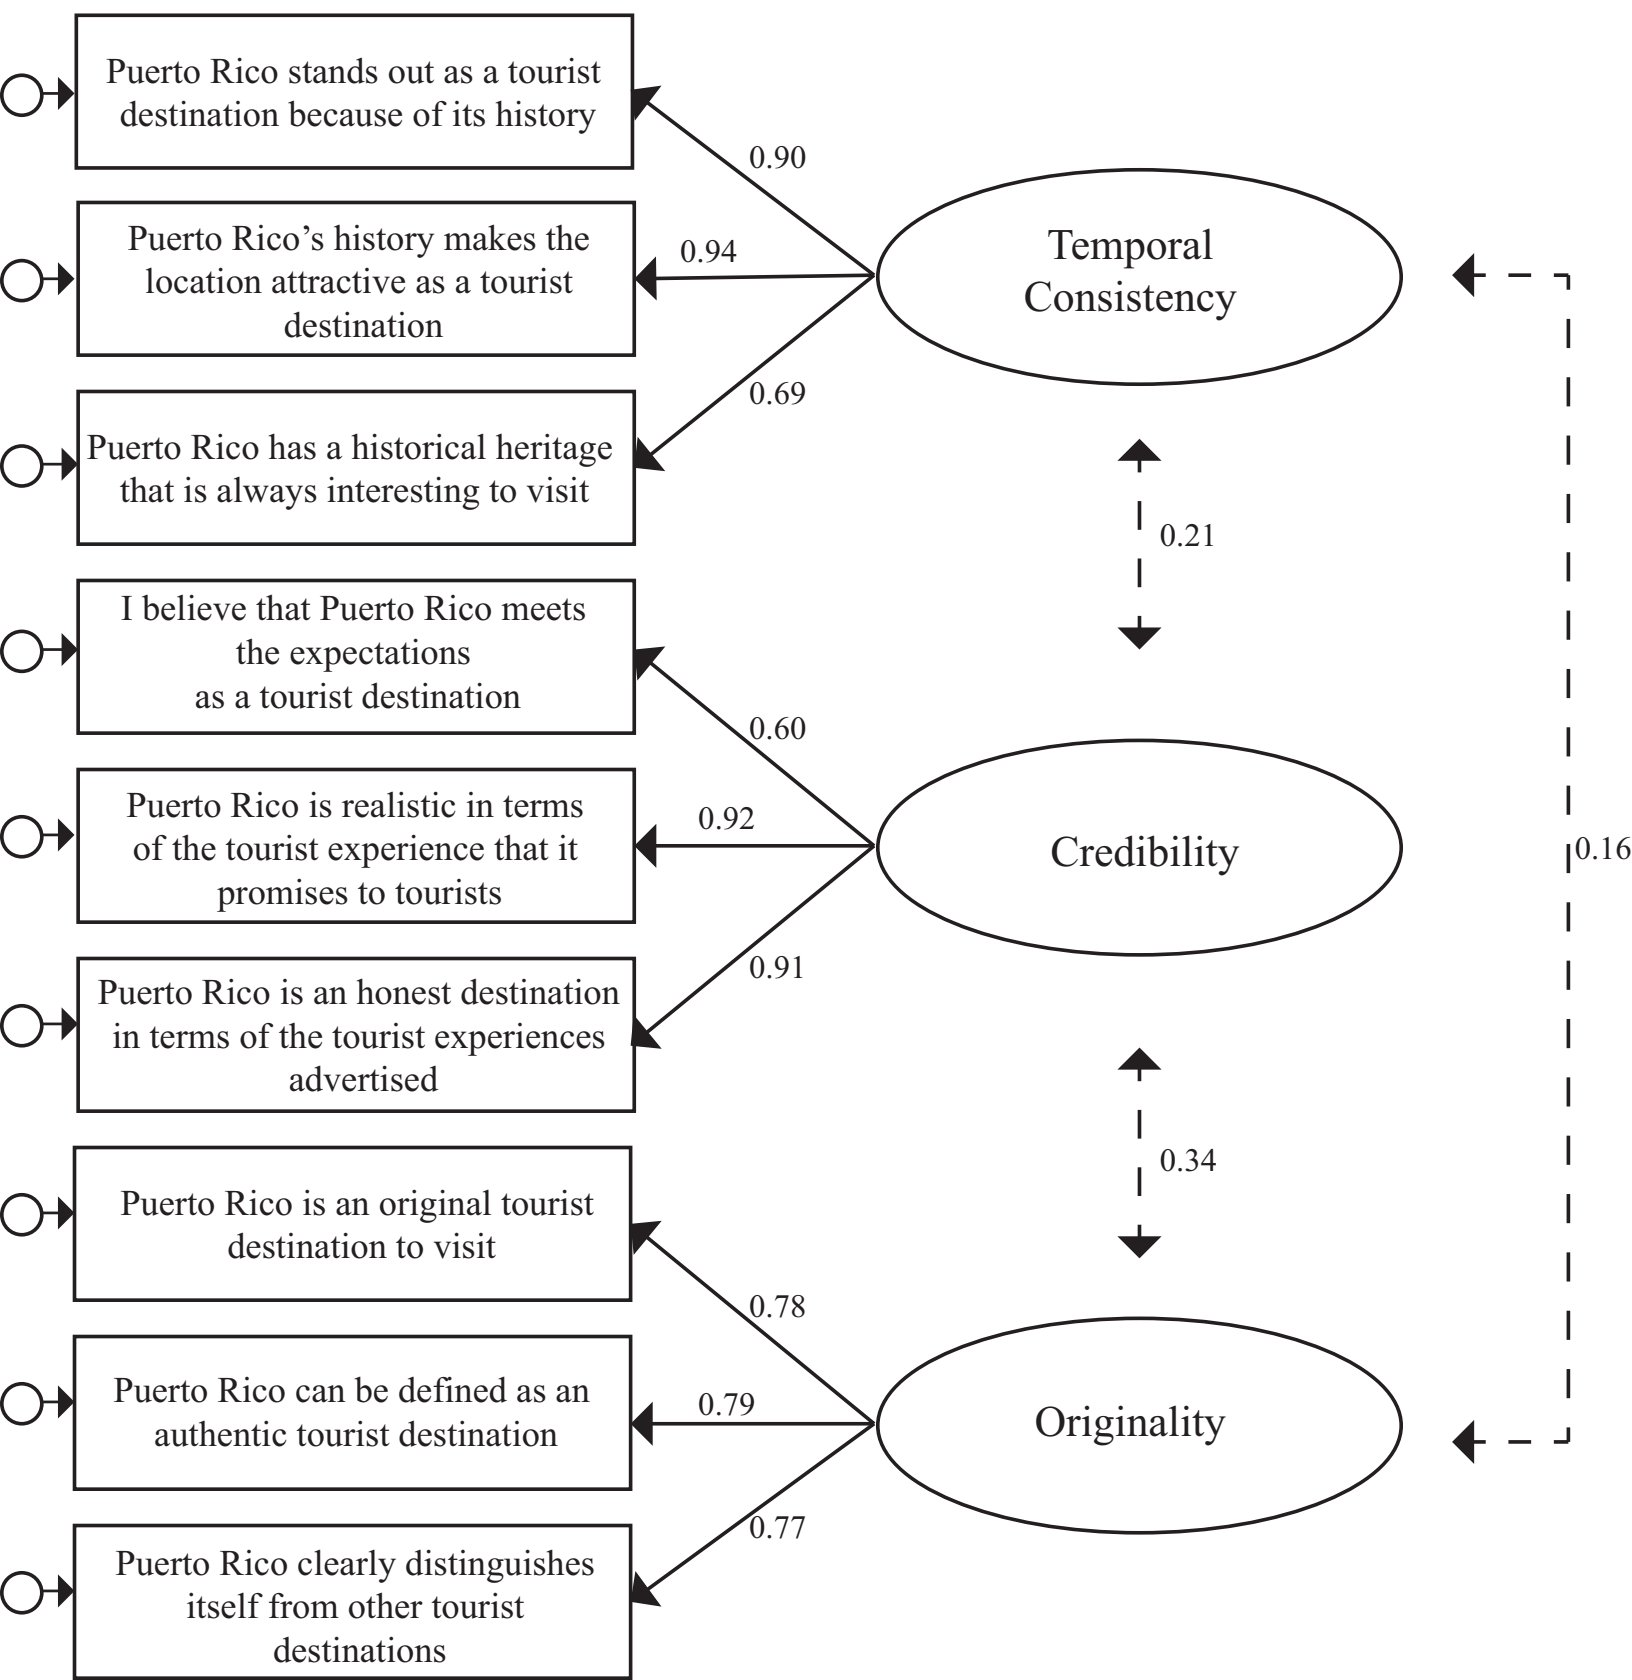 Puerto Rico stands out as a tourist
destination because of its history
0.90
Temporal
Consistency
Puerto Rico’s history makes the
location attractive as a tourist
destination
0.94
0.69
Puerto Rico has a historical heritage
that is always interesting to visit
0.21
I believe that Puerto Rico meets
the expectations
as a tourist destination
0.60
Puerto Rico is realistic in terms
of the tourist experience that it
promises to tourists
0.92
Credibility
0.16
0.91
Puerto Rico is an honest destination
in terms of the tourist experiences
advertised
0.34
Puerto Rico is an original tourist
destination to visit
0.78
Puerto Rico can be defined as an
authentic tourist destination
0.79
Originality
0.77
Puerto Rico clearly distinguishes
itself from other tourist
destinations